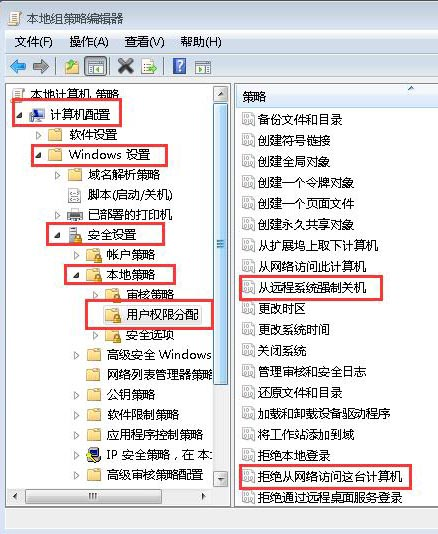 本地组策略编辑器
文件(F) 操作(A) 查看(V) 帮助(H)
本地计算机 策略
计算机配置
软件设置
Windows 设置
域名解析策略
脚本(启动/关机)
已部署的打印机
安全设置
帐户策略
本地策略
审核策略
用户权限分配
安全选项
高级安全 Windows
网络列表管理器策略
公钥策略
软件限制策略
应用程序控制策略
IP 安全策略，在 本地
高级审核策略配置
策略
备份文件和目录
创建符号链接
创建全局对象
创建一个令牌对象
创建一个页面文件
创建永久共享对象
从扩展坞上取下计算机
从网络访问此计算机
从远程系统强制关机
更改时区
更改系统时间
关闭系统
管理审核和安全日志
还原文件和目录
加载和卸载设备驱动程序
将工作站添加到域
拒绝本地登录
拒绝从网络访问这台计算机
拒绝通过远程桌面服务登录